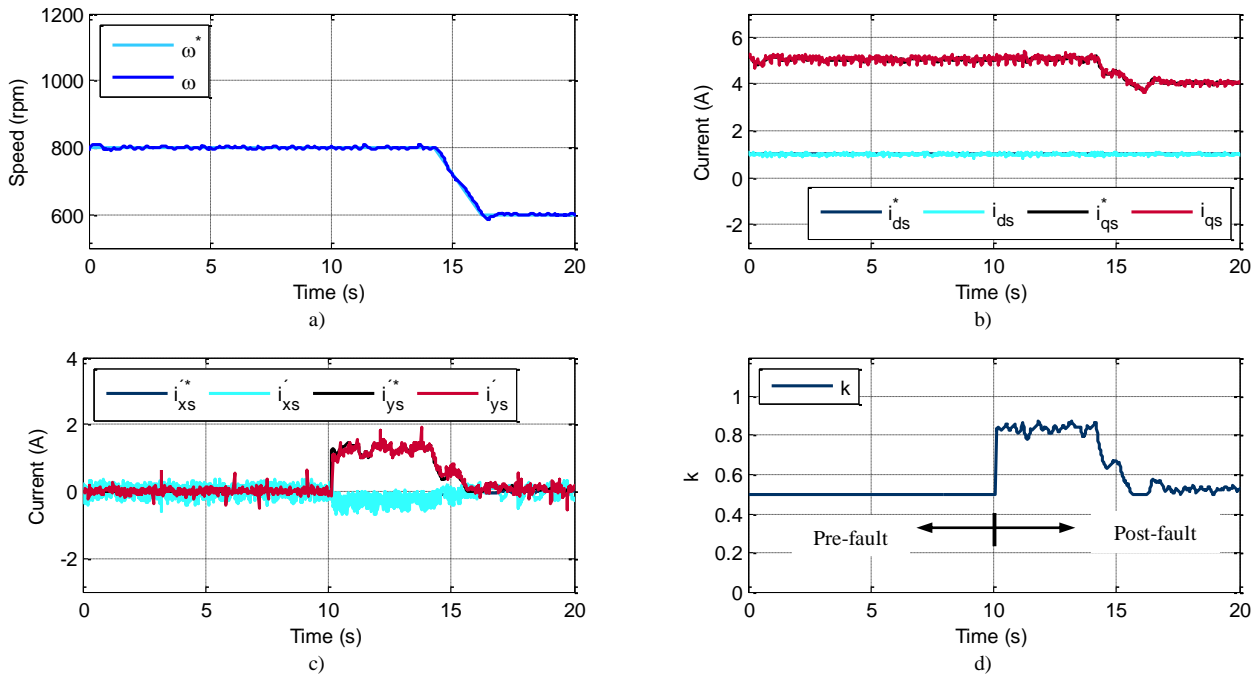 1200
1000
800
600
Speed (rpm)
ω*
ω
0 5 10 15 20
Time (s)
a)
6
4
2
0
-2
Current (A)
i*ds ids i*qs iqs
0 5 10 15 20
Time (s)
b)
4
2
0
-2
Current (A)
i´*xs i´xs i´*ys i´ys
0 5 10 15 20
Time (s)
c)
1
0.8
0.6
0.4
0.2
0
k
k
Pre-fault Post-fault
0 5 10 15 20
Time (s)
d)